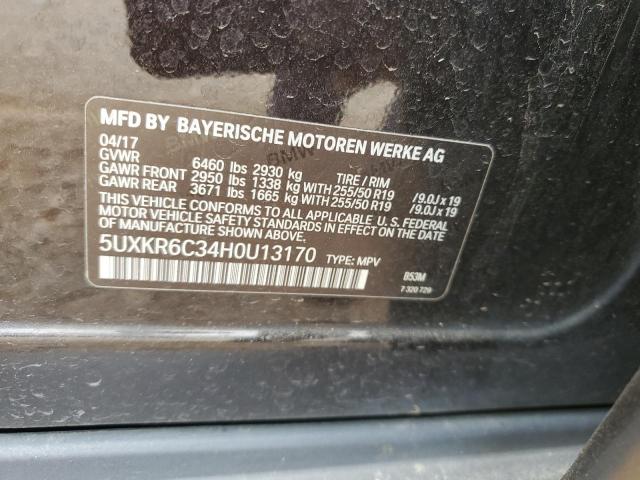 MFD BY BAYERISCHE MOTOREN WERKE AG
04/17
GVWR 6460 lbs 2930 kg TIRE / RIM
GAWR FRONT 2950 lbs 1338 kg WITH 255/50 R19 /9.0J x 19
GAWR REAR 3671 lbs 1665 kg WITH 255/50 R19 /9.0J x 19
THIS VEHICLE CONFORMS TO ALL APPLICABLE U.S. FEDERAL
MOTOR VEHICLE SAFETY STANDARDS IN EFFECT ON THE
DATE OF MANUFACTURE SHOWN ABOVE.
5UXKR6C34H0U13170 TYPE: MPV
B53M
7 320 729